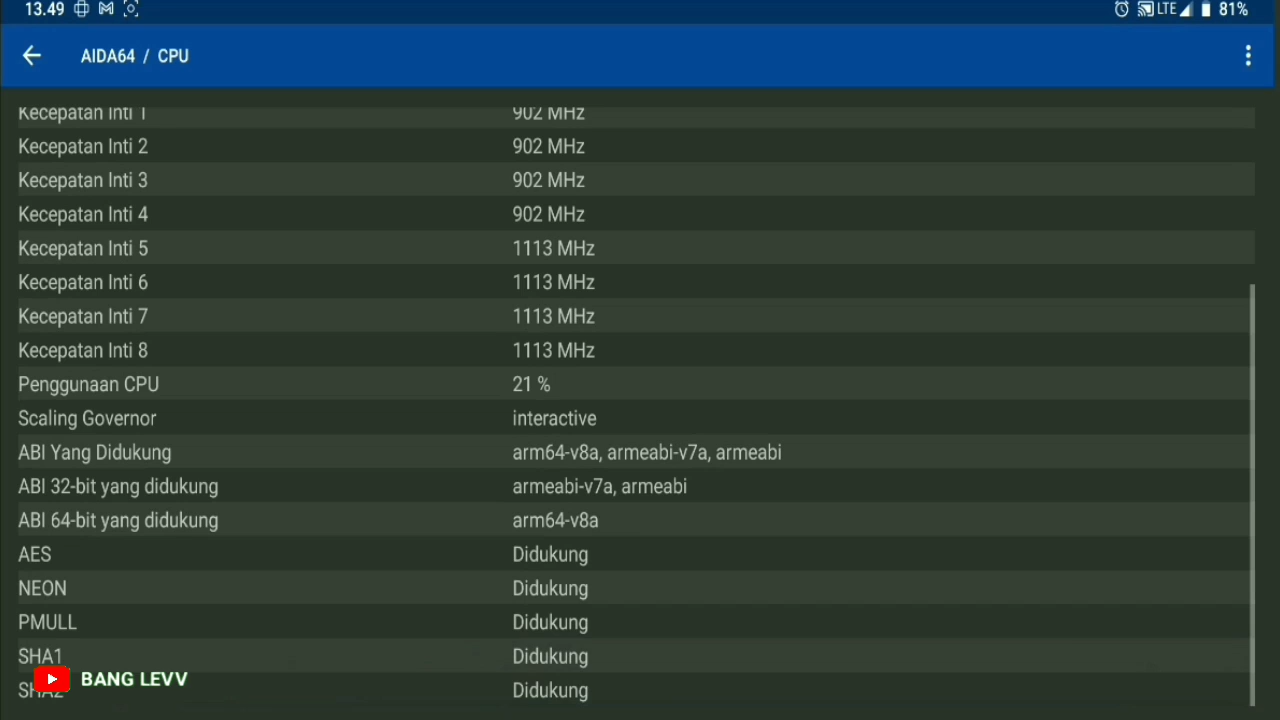 13.49 LTE 81%
AIDA64 / CPU
Kecepatan Inti 1 902 MHz
Kecepatan Inti 2 902 MHz
Kecepatan Inti 3 902 MHz
Kecepatan Inti 4 902 MHz
Kecepatan Inti 5 1113 MHz
Kecepatan Inti 6 1113 MHz
Kecepatan Inti 7 1113 MHz
Kecepatan Inti 8 1113 MHz
Penggunaan CPU 21 %
Scaling Governor interactive
ABI Yang Didukung arm64-v8a, armeabi-v7a, armeabi
ABI 32-bit yang didukung armeabi-v7a, armeabi
ABI 64-bit yang didukung arm64-v8a
AES Didukung
NEON Didukung
PMULL Didukung
SHA1 Didukung
BANG LEVV
SHA2 Didukung